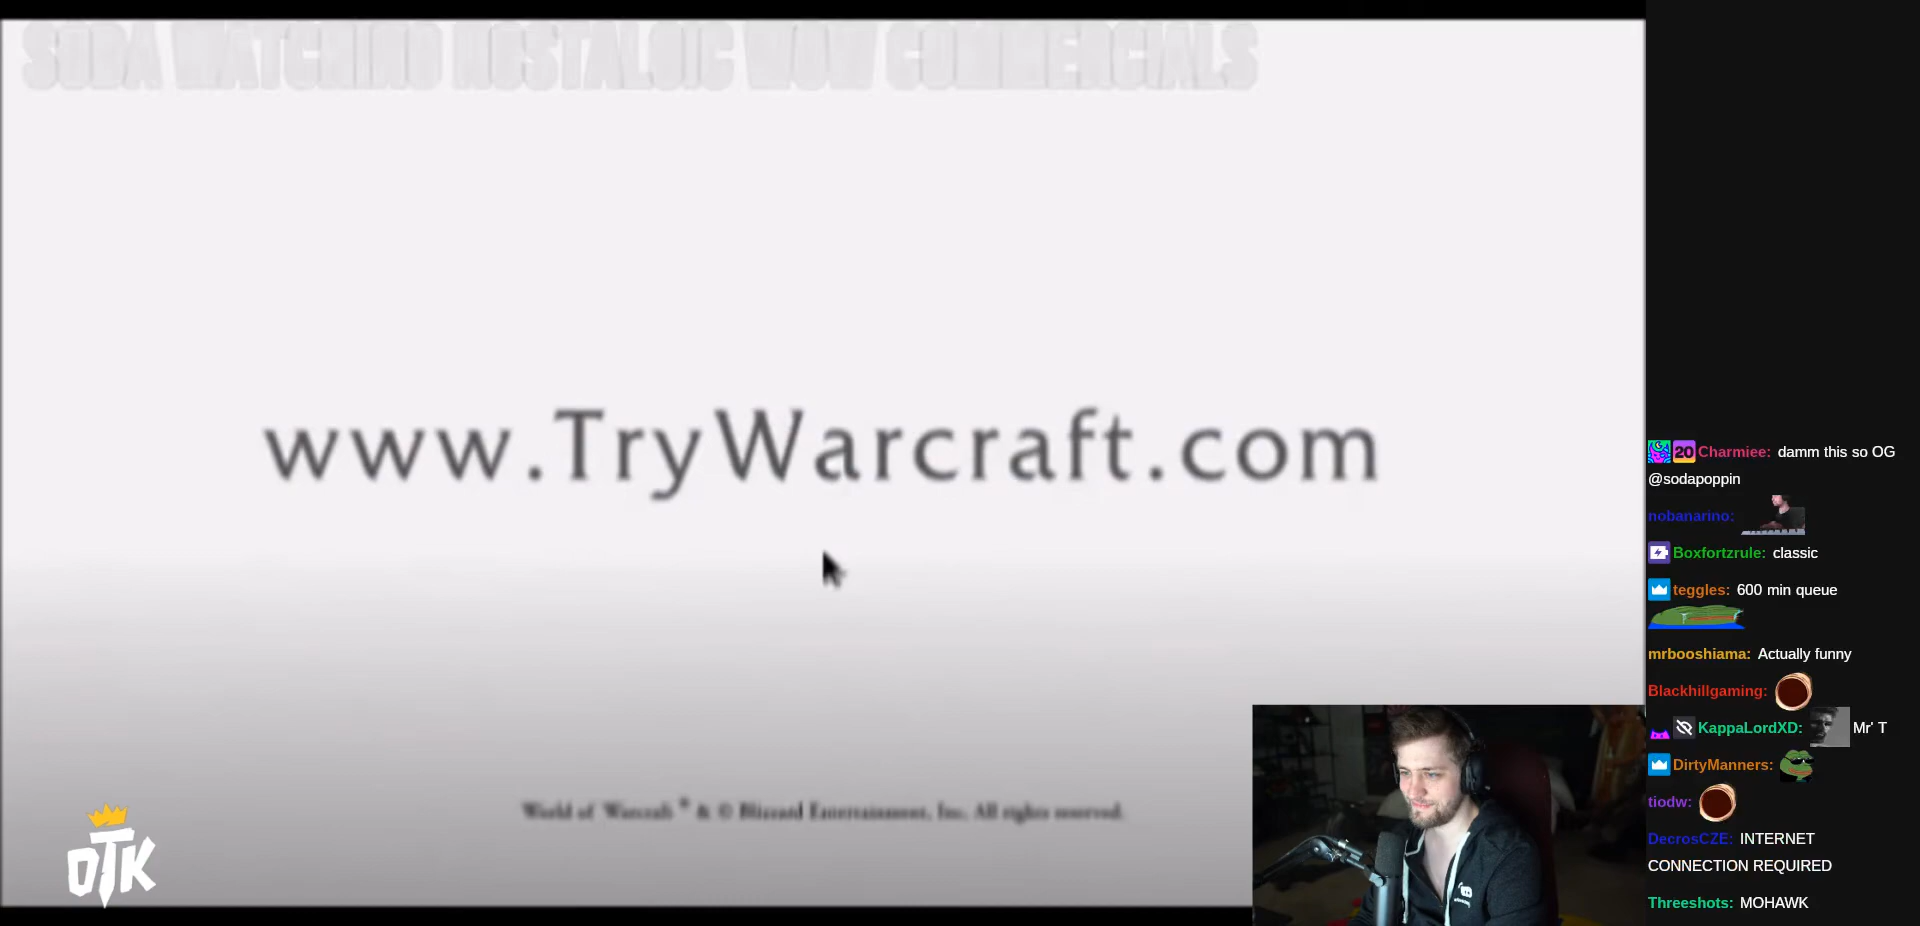 SODA WATCHING NOSTALGIC WOW COMMERCIALS
www.TryWarcraft.com
World of Warcraft ® & © Blizzard Entertainment, Inc. All rights reserved.
OTK
20 Charmiee: damm this so OG
@sodapoppin
nobanarino:
Boxfortzrule: classic
teggles: 600 min queue
mrbooshiama: Actually funny
Blackhillgaming:
KappaLordXD: Mr' T
DirtyManners:
tiodw:
DecrosCZE: INTERNET
CONNECTION REQUIRED
Threeshots: MOHAWK